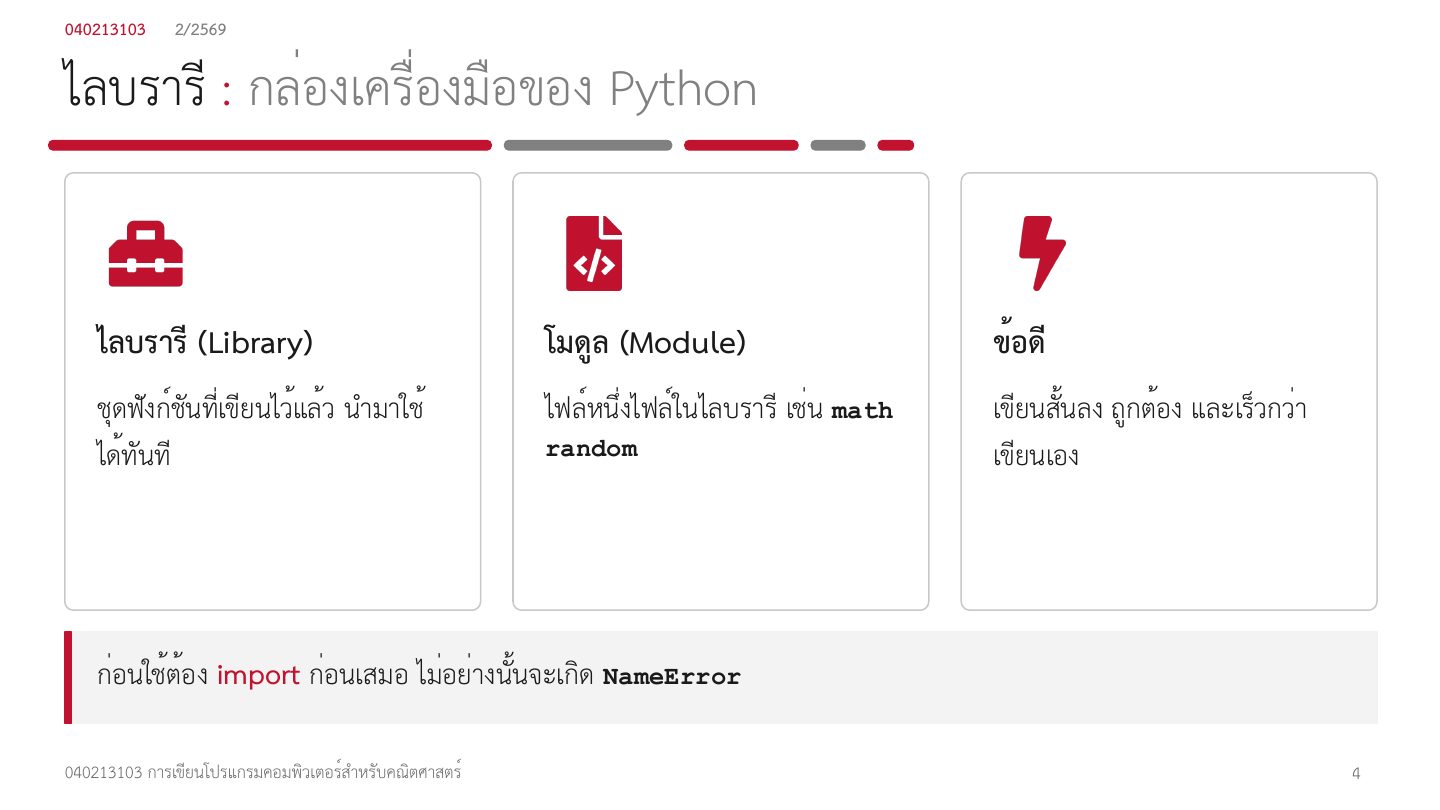 040213103 2/2569
ไลบรารี : กล่องเครื่องมือของ Python
ไลบรารี (Library)
ชุดฟังก์ชันที่เขียนไว้แล้ว นำมาใช้
ได้ทันที
โมดูล (Module)
ไฟล์หนึ่งไฟล์ในไลบรารี เช่น math
random
ข้อดี
เขียนสั้นลง ถูกต้อง และเร็วกว่า
เขียนเอง
ก่อนใช้ต้อง import ก่อนเสมอ ไม่อย่างนั้นจะเกิด NameError
040213103 การเขียนโปรแกรมคอมพิวเตอร์สำหรับคณิตศาสตร์
4